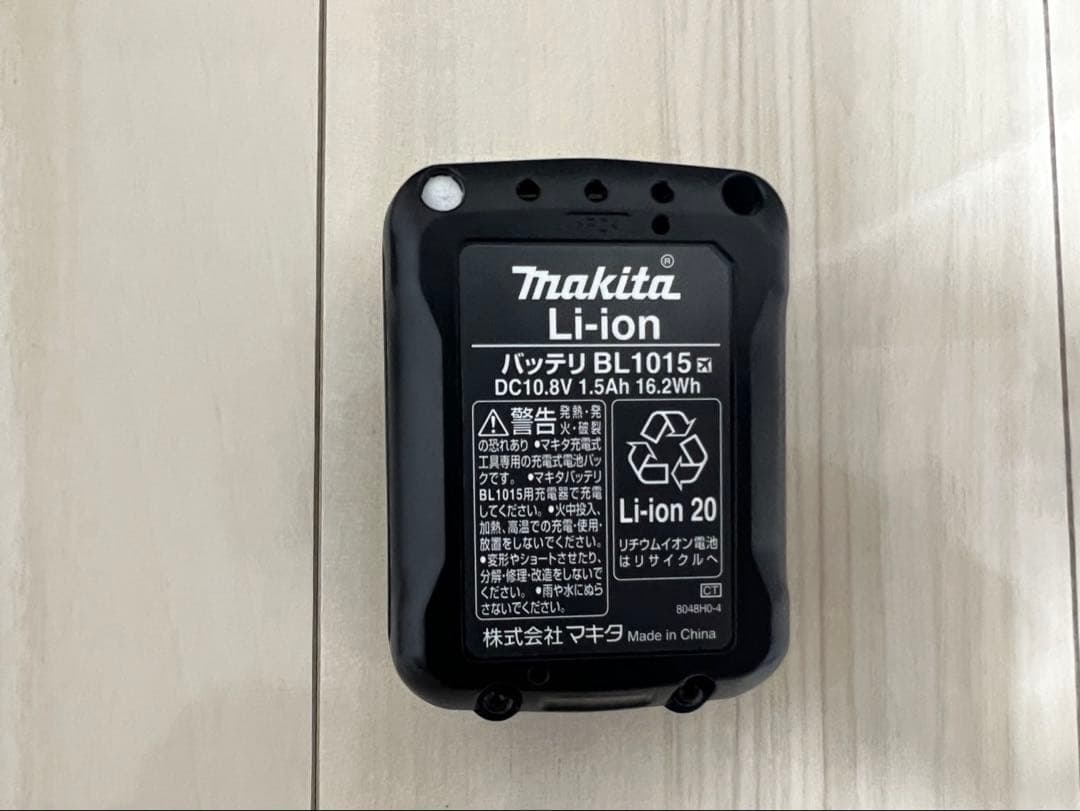 makita®
Li-ion
バッテリ BL1015
DC10.8V 1.5Ah 16.2Wh
警告 発熱・発
火・破裂
の恐れあり ●マキタ充電式
工具専用の充電式電池パッ
クです。 ●マキタバッテリ
BL1015用充電器で充電
してください。●火中投入、
加熱、高温での充電・使用・
放置をしないでください。
●変形やショートさせたり、
分解・修理・改造をしないで
ください。 ●雨や水にぬら
さないでください。
Li-ion 20
リチウムイオン電池
はリサイクルへ
CT
8048H0-4
株式会社マキタ Made in China